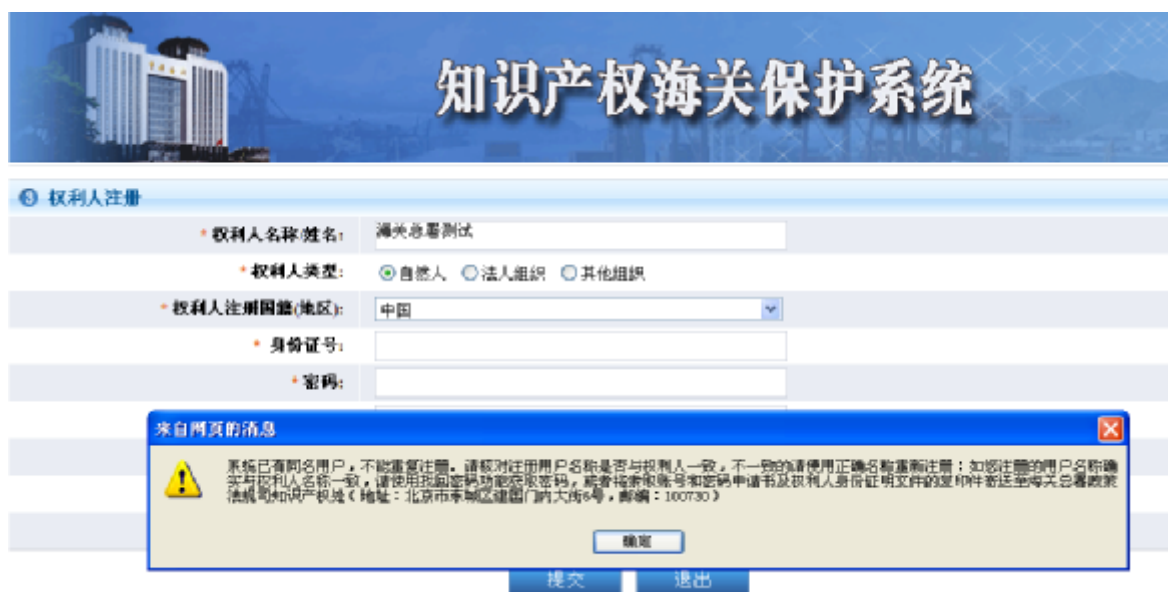 知识产权海关保护系统
权利人注册
*权利人名称/姓名: 海关总署测试
*权利人类型: 自然人 法人组织 其他组织
*权利人注册国籍(地区): 中国
* 身份证号:
*密码:
来自网页的消息
系统已有同名用户,不能重复注册。请核对注册用户名称是否与权利人一致,不一致的请使用正确名称重新注册;如您注册的用户名称确
实与权利人名称一致,请使用找回密码功能获取密码,或者将索取账号和密码申请书及权利人身份证明文件的复印件寄送至海关总署政策
法规司知识产权处(地址:北京市东城区建国门内大街6号,邮编:100730)
确定
提交 退出